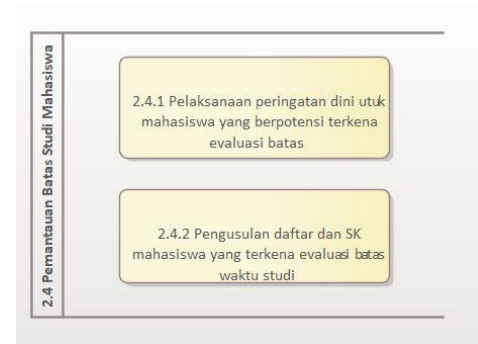 2.4 Pemantauan Batas Studi Mahasiswa
2.4.1 Pelaksanaan peringatan dini utuk
mahasiswa yang berpotensi terkena
evaluasi batas
2.4.2 Pengusulan daftar dan SK
mahasiswa yang terkena evaluasi batas
waktu studi